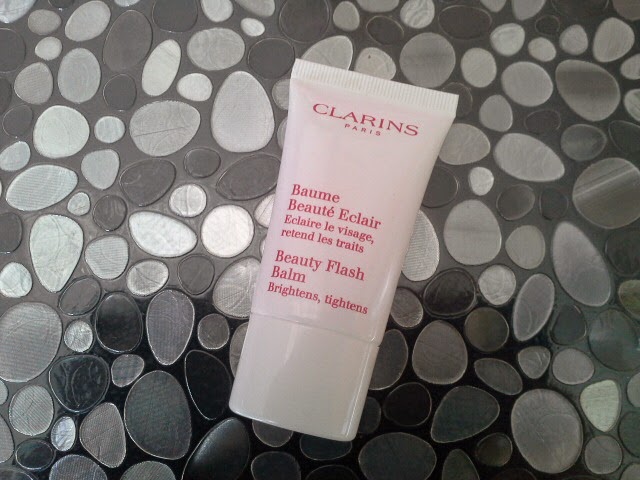 CLARINS
PARIS
Baume
Beauté Eclair
Eclaire le visage,
retend les traits
Beauty Flash
Balm
Brightens, tightens